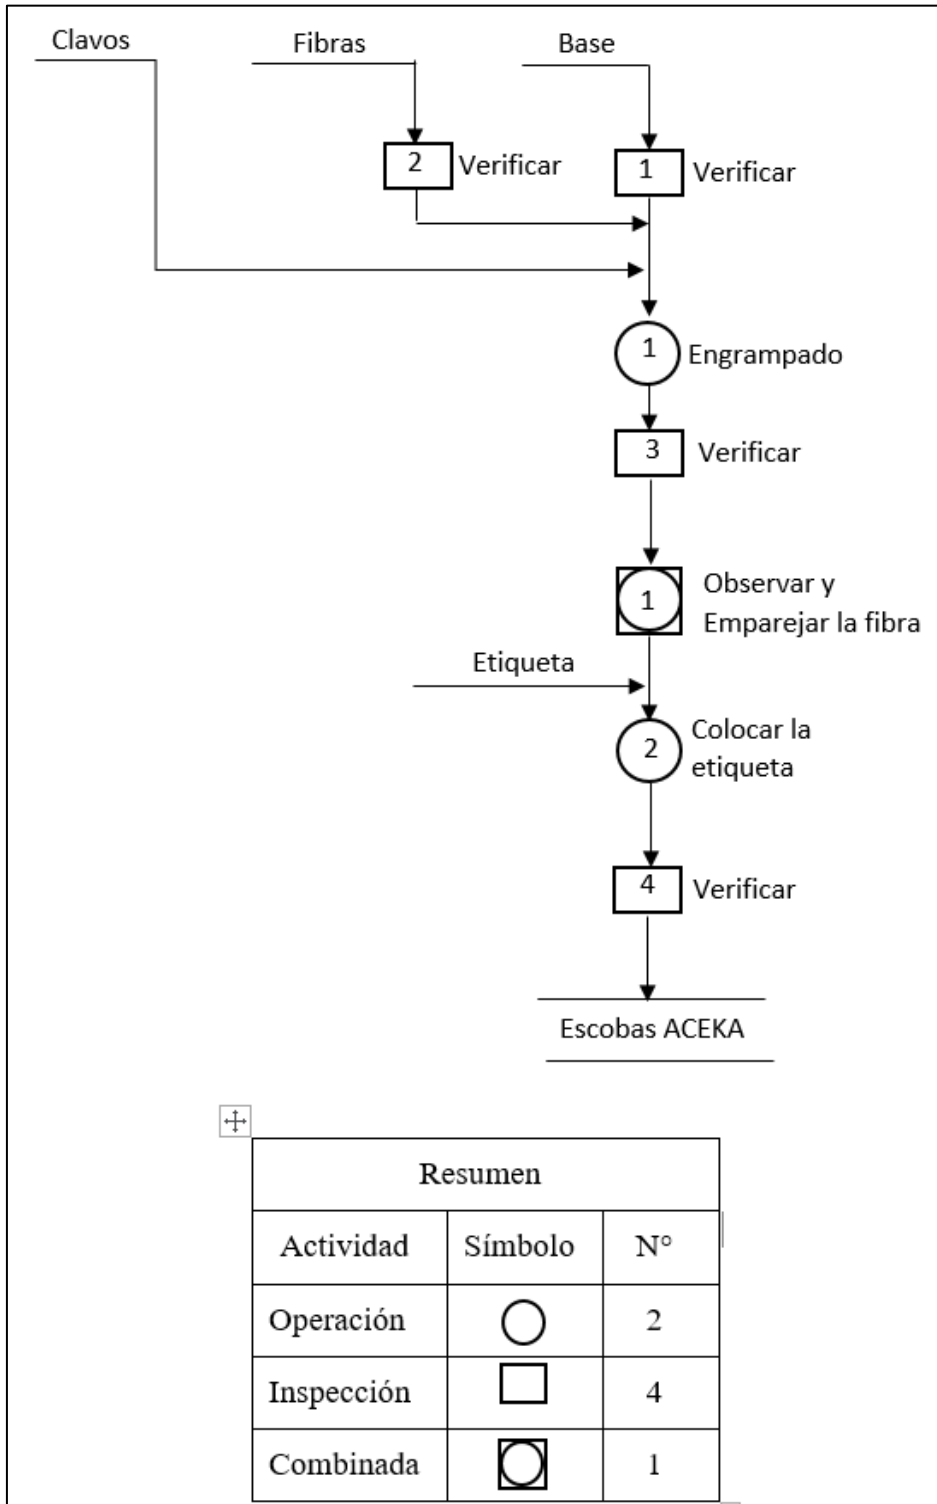 Clavos
Fibras
Base
2
Verificar
1
Verificar
1
Engrampado
3
Verificar
1
Observar y
Emparejar la fibra
Etiqueta
2
Colocar la
etiqueta
4
Verificar
Escobas ACEKA
Resumen
Actividad Símbolo N°
Operación 2
Inspección 4
Combinada 1